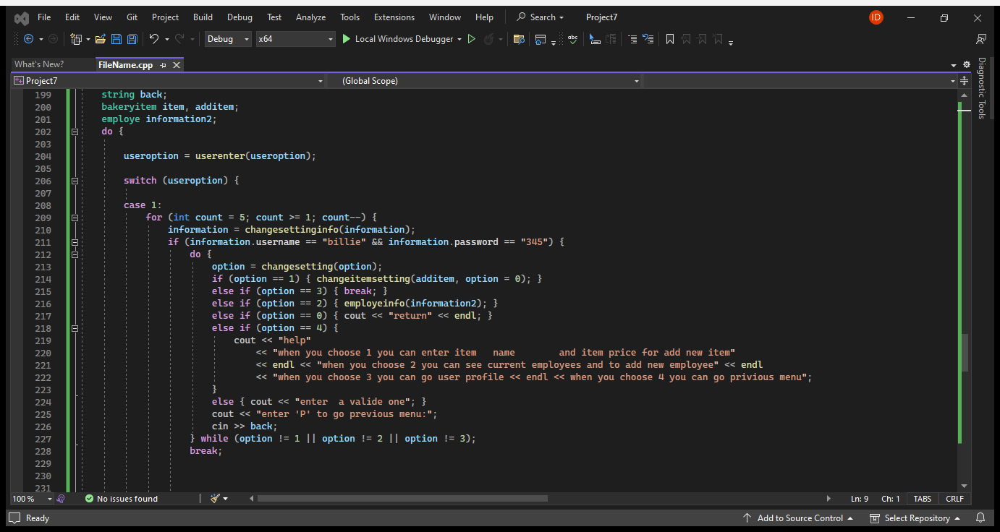 File Edit View Git Project Build Debug Test Analyze Tools Extensions Window Help Search Project7 ID
Debug x64 Local Windows Debugger abc
What's New? FileName.cpp
Project7 (Global Scope)
Diagnostic Tools
199 string back;
200 bakeryitem item, additem;
201 employe information2;
202 do {
203
204 useroption = userenter(useroption);
205
206 switch (useroption) {
207
208 case 1:
209 for (int count = 5; count >= 1; count--) {
210 information = changesettinginfo(information);
211 if (information.username == "billie" && information.password == "345") {
212 do {
213 option = changesetting(option);
214 if (option == 1) { changeitemsetting(additem, option = 0); }
215 else if (option == 3) { break; }
216 else if (option == 2) { employeinfo(information2); }
217 else if (option == 0) { cout << "return" << endl; }
218 else if (option == 4) {
219 cout << "help"
220 << "when you choose 1 you can enter item   name        and item price for add new item"
221 << endl << "when you choose 2 you can see current employees and to add new employee" << endl
222 << "when you choose 3 you can go user profile << endl << when you choose 4 you can go privious menu";
223 }
224 else { cout << "enter  a valide one"; }
225 cout << "enter 'P' to go previous menu:";
226 cin >> back;
227 } while (option != 1 || option != 2 || option != 3);
228 break;
229
230
231
100 % No issues found Ln: 9 Ch: 1 TABS CRLF
Ready Add to Source Control Select Repository